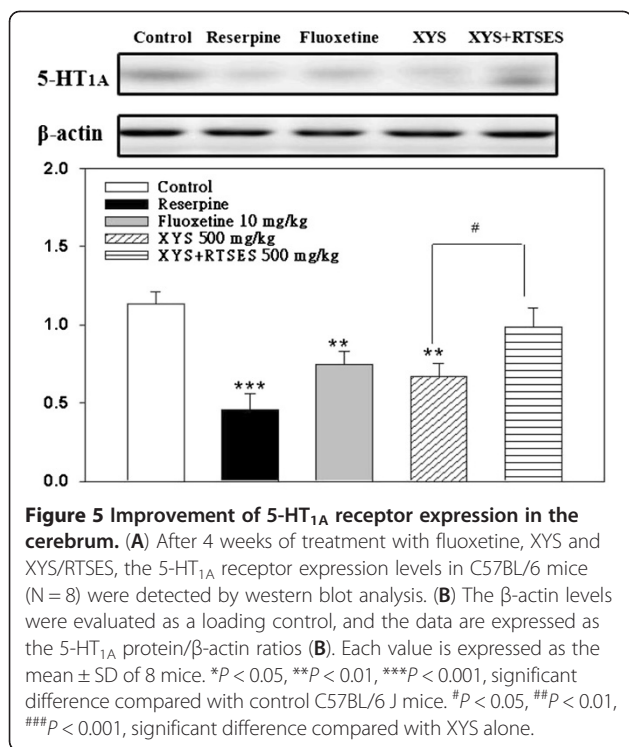 Control Reserpine Fluoxetine XYS XYS+RTSES
5-HT1A
β-actin
2.0
1.5
1.0
0.5
0.0
Control
Reserpine
Fluoxetine 10 mg/kg
XYS 500 mg/kg
XYS+RTSES 500 mg/kg
#
***
**
**
Figure 5 Improvement of 5-HT1A receptor expression in the
cerebrum. (A) After 4 weeks of treatment with fluoxetine, XYS and
XYS/RTSES, the 5-HT1A receptor expression levels in C57BL/6 mice
(N = 8) were detected by western blot analysis. (B) The β-actin levels
were evaluated as a loading control, and the data are expressed as
the 5-HT1A protein/β-actin ratios (B). Each value is expressed as the
mean ± SD of 8 mice. *P < 0.05, **P < 0.01, ***P < 0.001, significant
difference compared with control C57BL/6 J mice. #P < 0.05, ##P < 0.01,
###P < 0.001, significant difference compared with XYS alone.